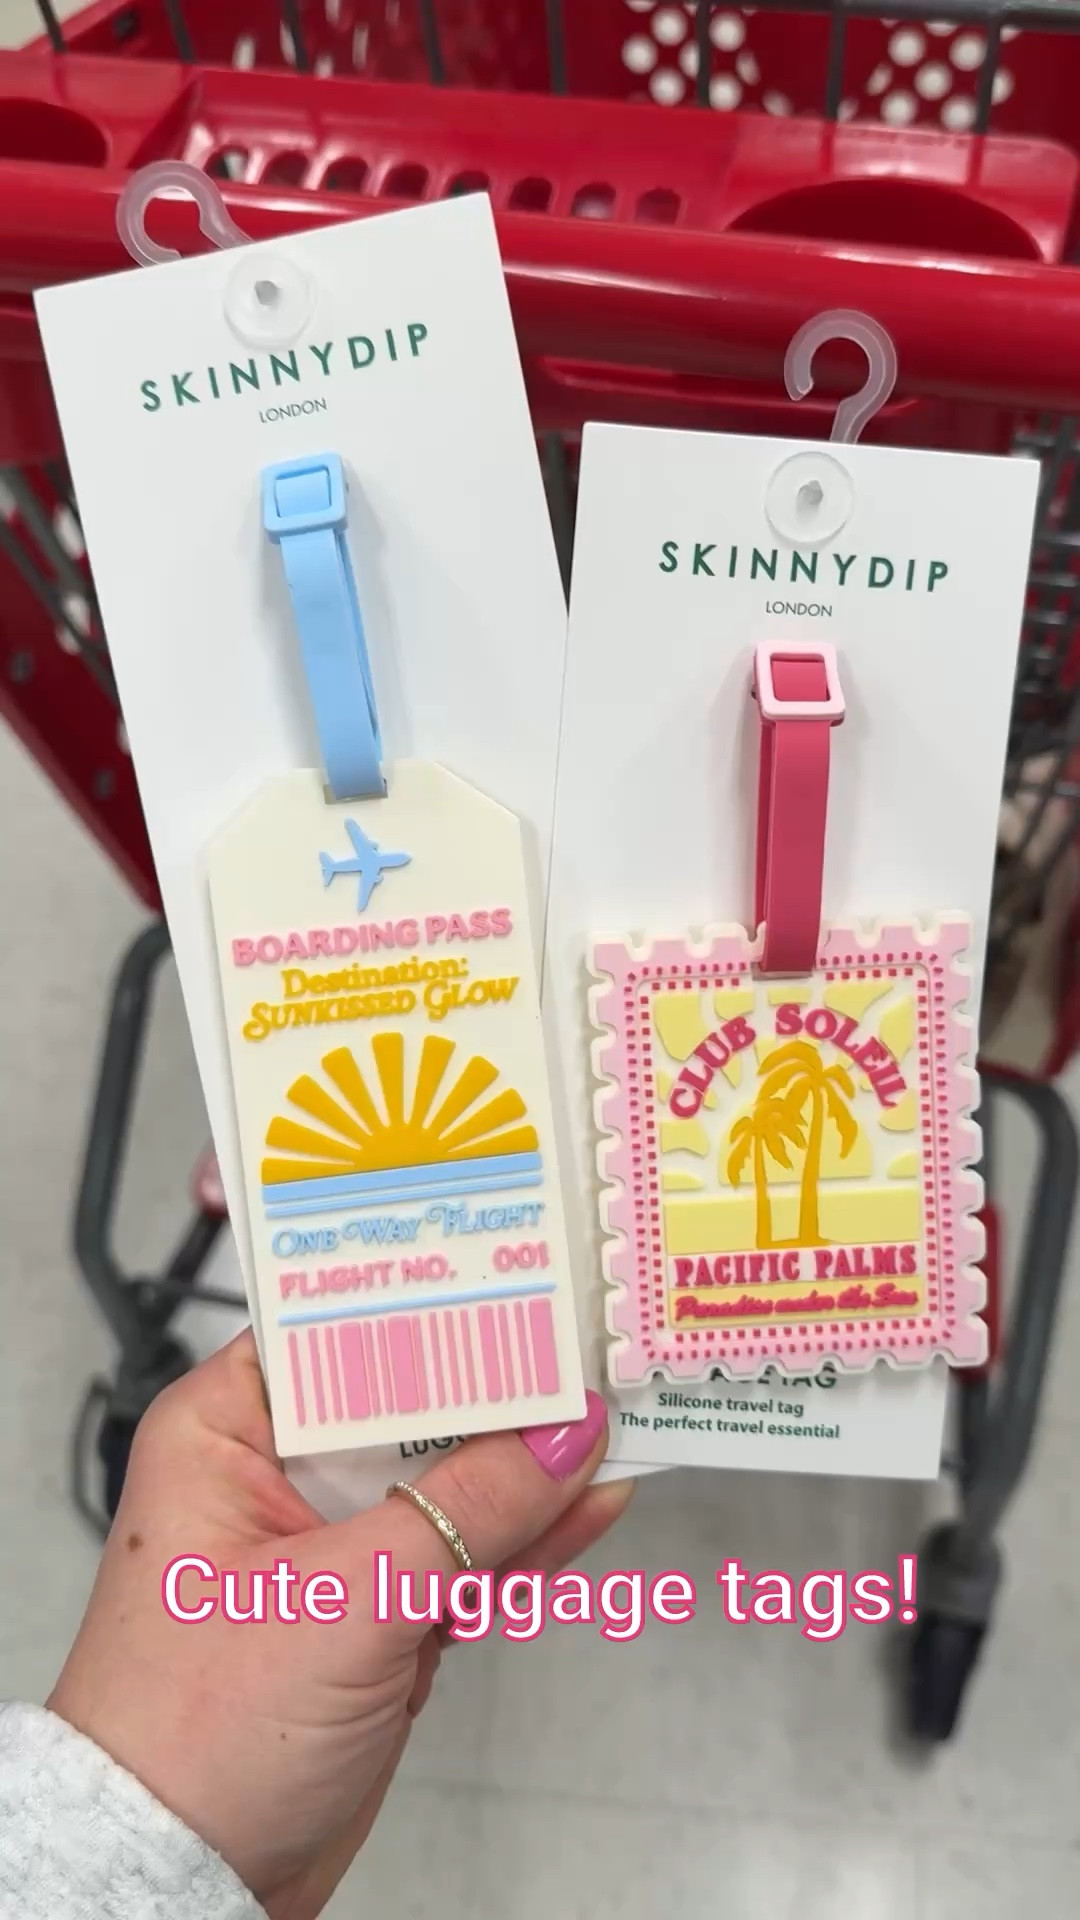 SKINNYDIP
LONDON
BOARDING PASS
Destination:
SUNKISSED GLOW
ONE WAY FLIGHT
FLIGHT NO. 001
SKINNYDIP
LONDON
CLUB SOLEIL
PACIFIC PALMS
Paradise under the Sun
TAG
Silicone travel tag
The perfect travel essential
Cute luggage tags!